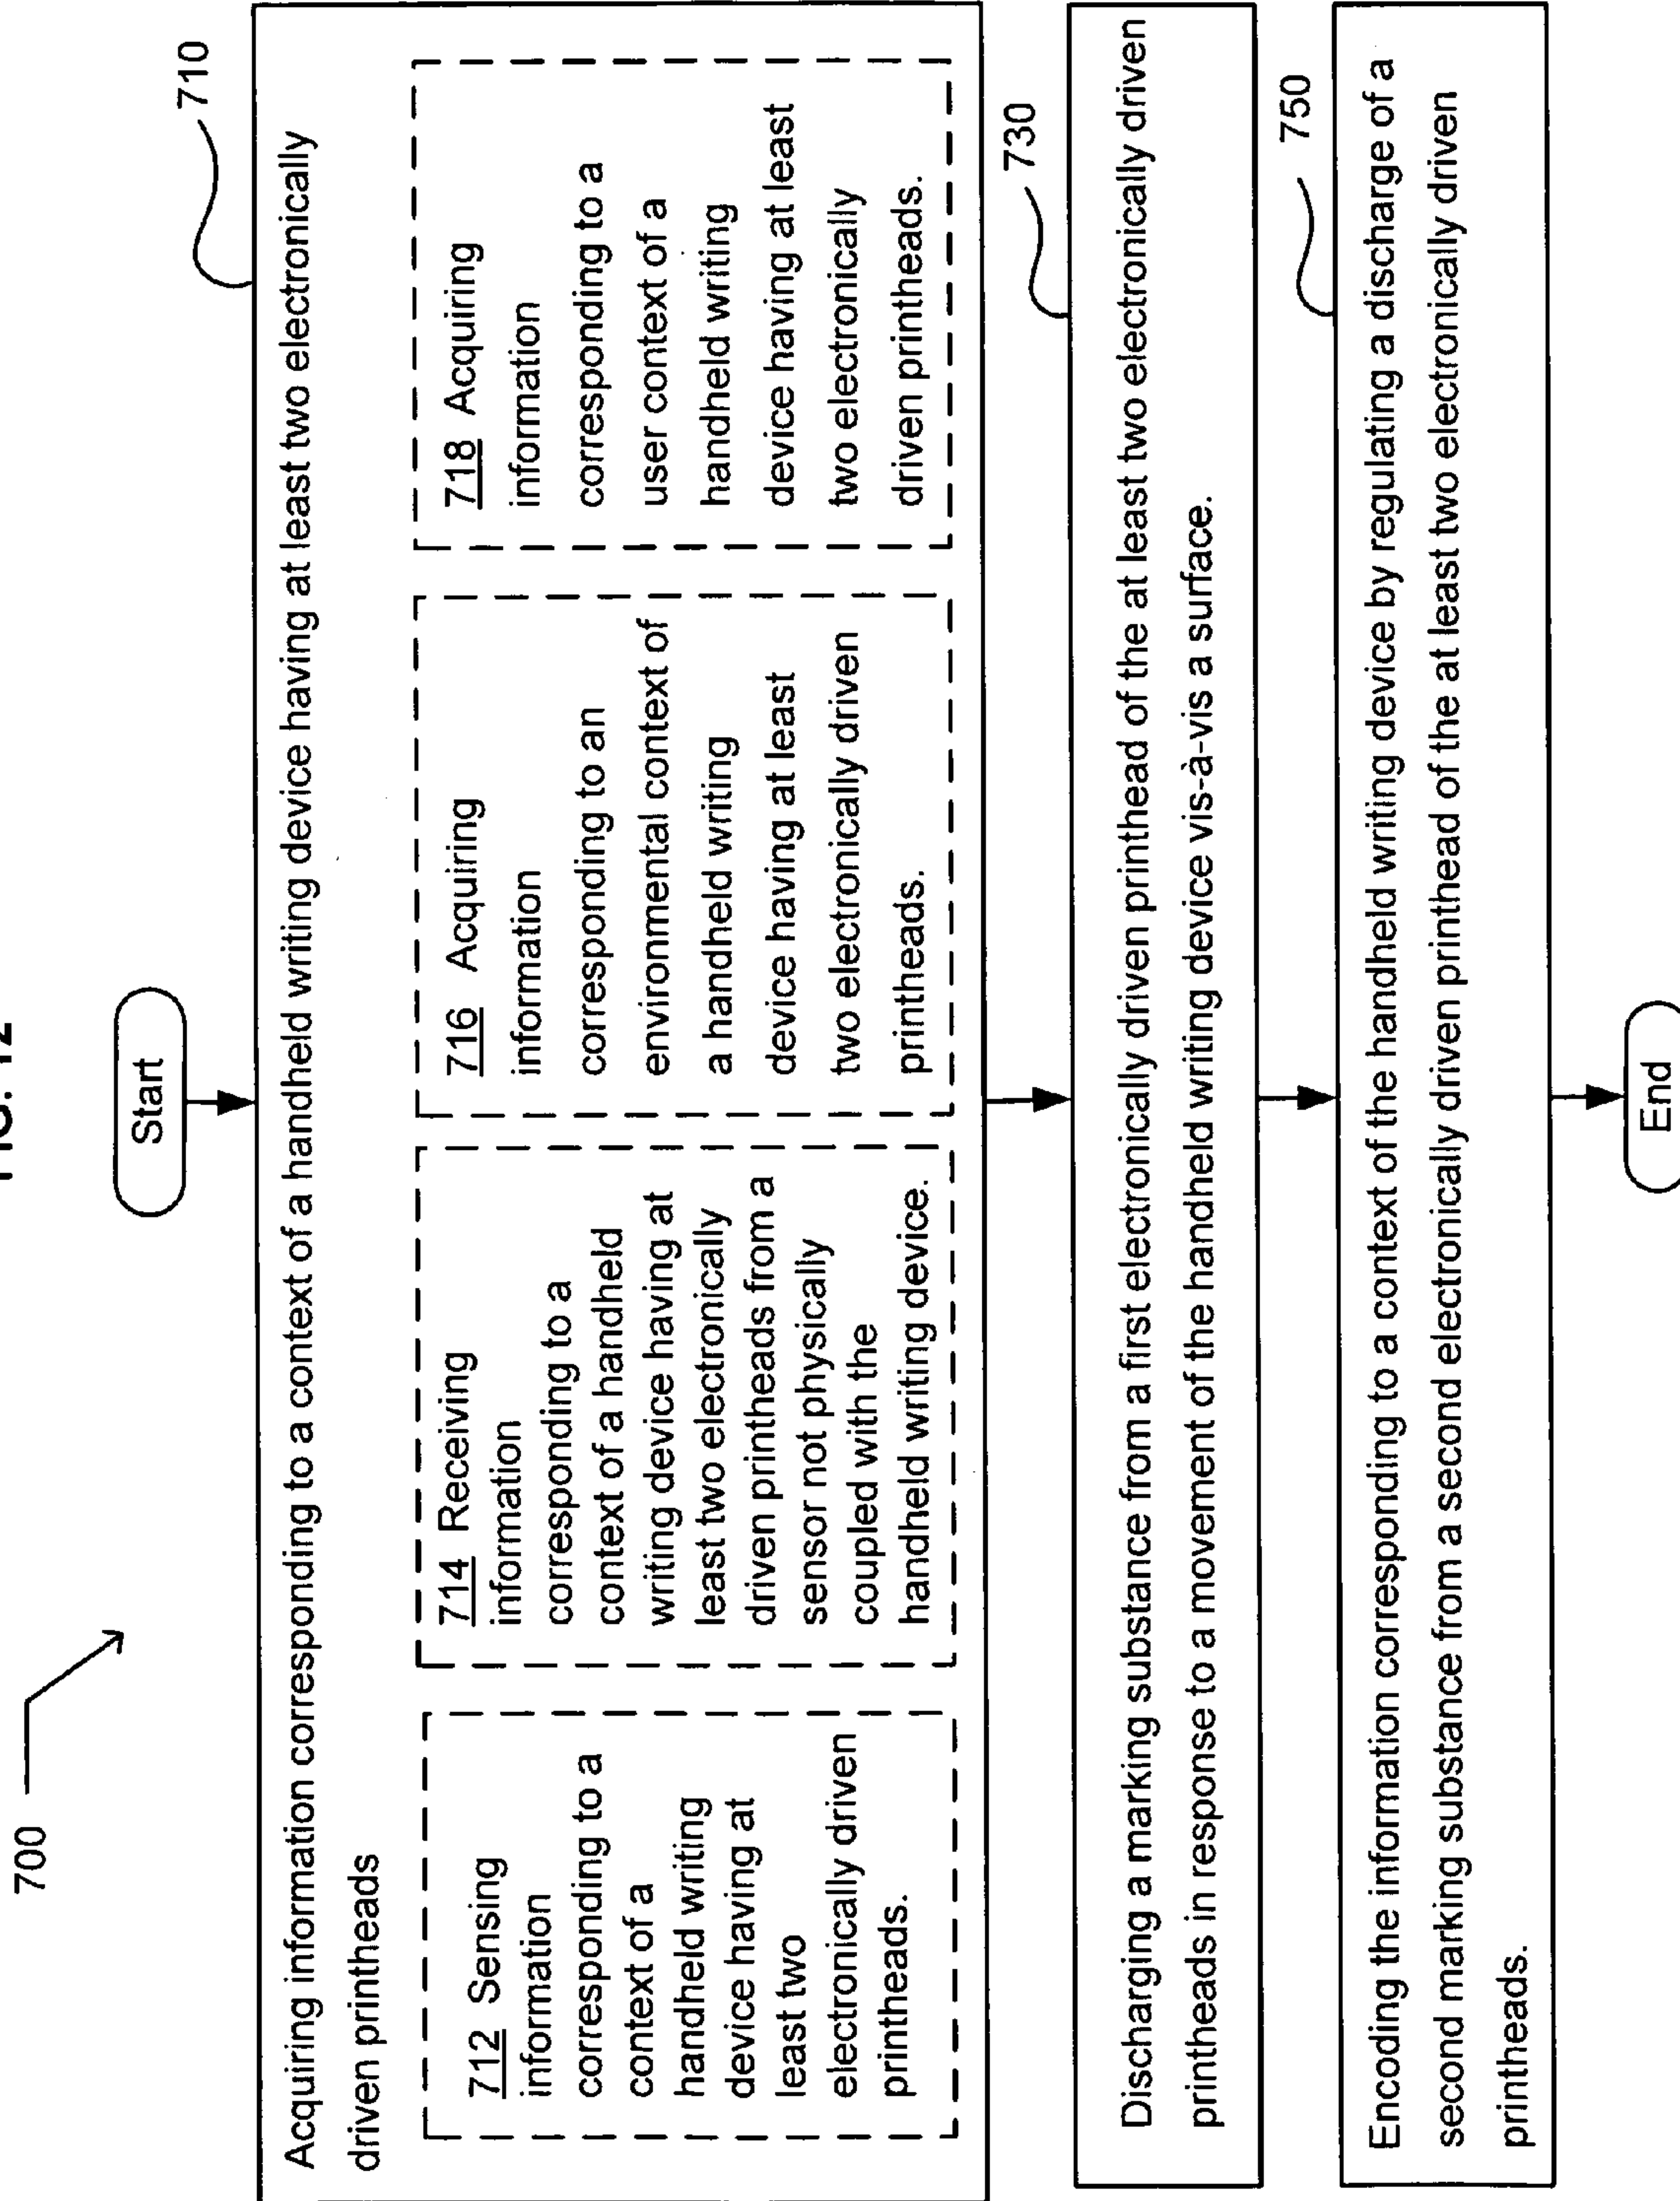 FIG. 12
700
Start
710
Acquiring information corresponding to a context of a handheld writing device having at least two electronically
driven printheads
712 Sensing
information
corresponding to a
context of a
handheld writing
device having at
least two
electronically driven
printheads.
714 Receiving
information
corresponding to a
context of a handheld
writing device having at
least two electronically
driven printheads from a
sensor not physically
coupled with the
handheld writing device.
716 Acquiring
information
corresponding to an
environmental context of
a handheld writing
device having at least
two electronically driven
printheads.
718 Acquiring
information
corresponding to a
user context of a
handheld writing
device having at least
two electronically
driven printheads.
730
Discharging a marking substance from a first electronically driven printhead of the at least two electronically driven
printheads in response to a movement of the handheld writing device vis-à-vis a surface.
750
Encoding the information corresponding to a context of the handheld writing device by regulating a discharge of a
second marking substance from a second electronically driven printhead of the at least two electronically driven
printheads.
End